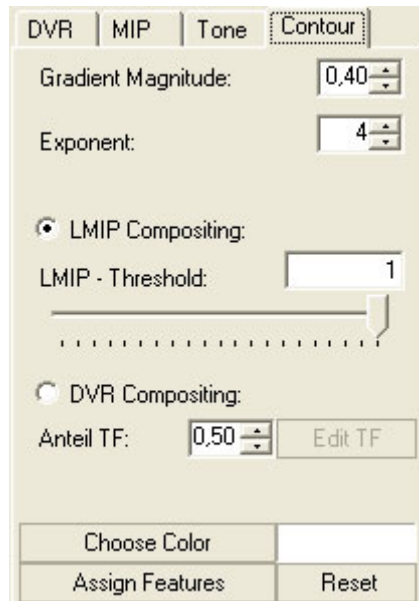 DVR MIP Tone Contour
Gradient Magnitude: 0,40
Exponent: 4
LMIP Compositing:
LMIP - Threshold: 1
DVR Compositing:
Anteil TF: 0,50 Edit TF
Choose Color
Assign Features Reset